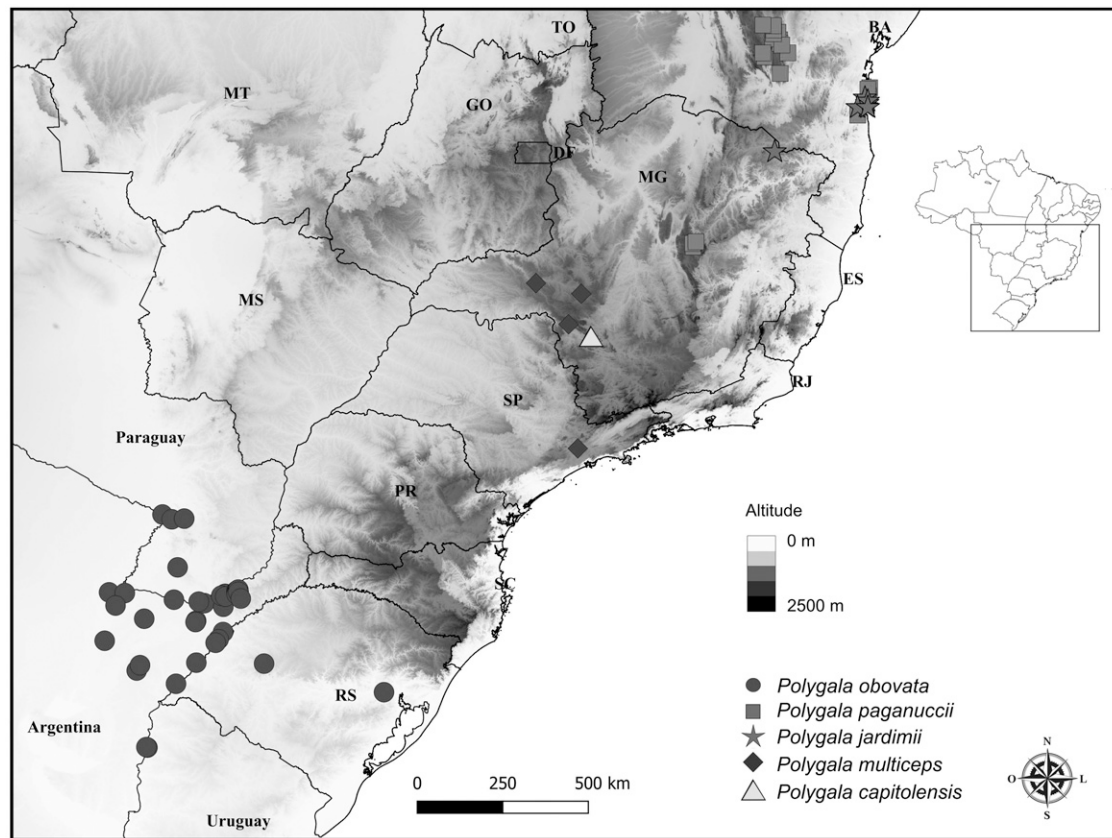 TO
BA
MT
GO
DF
MG
MS
ES
RJ
SP
Paraguay
PR
SC
RS
Argentina
Uruguay
Altitude
0 m
2500 m
Polygala obovata
Polygala paganuccii
Polygala jardimii
Polygala multiceps
Polygala capitolensis
0 250 500 km
N
O L
S